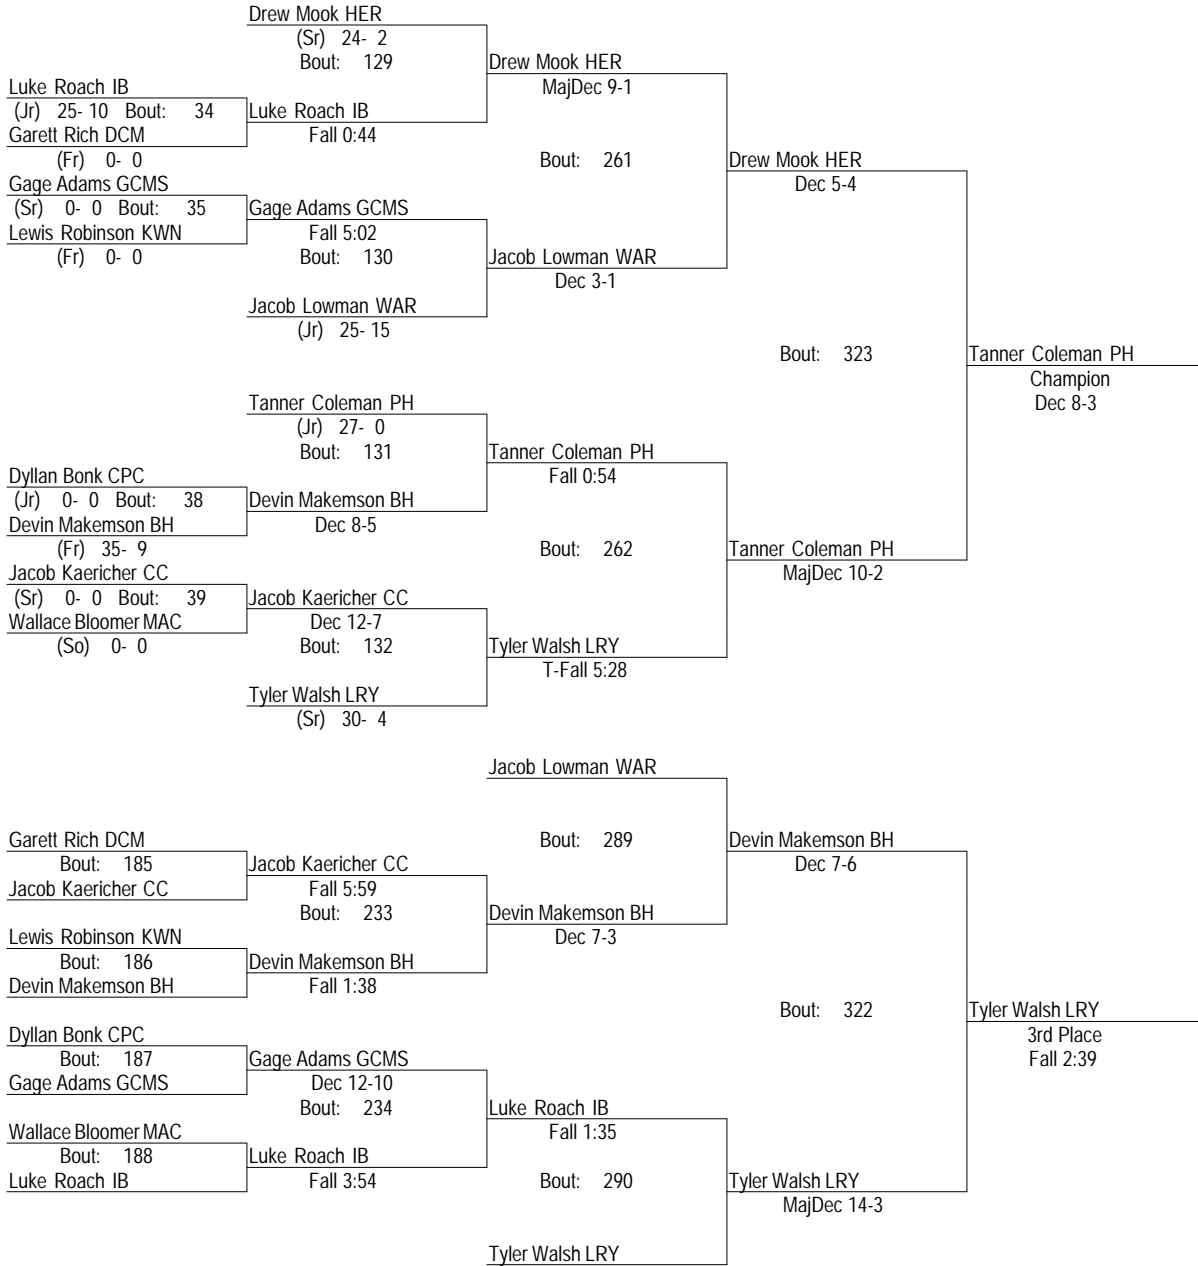 Drew Mook HER
(Sr) 24- 2
Bout: 129
Drew Mook HER
MajDec 9-1
Luke Roach IB
(Jr) 25- 10 Bout: 34
Luke Roach IB
Fall 0:44
Garett Rich DCM
(Fr) 0- 0
Bout: 261
Drew Mook HER
Dec 5-4
Gage Adams GCMS
(Sr) 0- 0 Bout: 35
Gage Adams GCMS
Fall 5:02
Lewis Robinson KWN
(Fr) 0- 0
Bout: 130
Jacob Lowman WAR
Dec 3-1
Jacob Lowman WAR
(Jr) 25- 15
Bout: 323
Tanner Coleman PH
Champion
Dec 8-3
Tanner Coleman PH
(Jr) 27- 0
Bout: 131
Tanner Coleman PH
Fall 0:54
Dyllan Bonk CPC
(Jr) 0- 0 Bout: 38
Devin Makemson BH
Dec 8-5
Devin Makemson BH
(Fr) 35- 9
Bout: 262
Tanner Coleman PH
MajDec 10-2
Jacob Kaericher CC
(Sr) 0- 0 Bout: 39
Jacob Kaericher CC
Dec 12-7
Wallace Bloomer MAC
(So) 0- 0
Bout: 132
Tyler Walsh LRY
T-Fall 5:28
Tyler Walsh LRY
(Sr) 30- 4
Jacob Lowman WAR
Bout: 289
Devin Makemson BH
Dec 7-6
Garett Rich DCM
Bout: 185
Jacob Kaericher CC
Fall 5:59
Jacob Kaericher CC
Bout: 233
Devin Makemson BH
Dec 7-3
Lewis Robinson KWN
Bout: 186
Devin Makemson BH
Fall 1:38
Devin Makemson BH
Bout: 322
Tyler Walsh LRY
3rd Place
Fall 2:39
Dyllan Bonk CPC
Bout: 187
Gage Adams GCMS
Dec 12-10
Gage Adams GCMS
Bout: 234
Luke Roach IB
Fall 1:35
Wallace Bloomer MAC
Bout: 188
Luke Roach IB
Fall 3:54
Luke Roach IB
Bout: 290
Tyler Walsh LRY
MajDec 14-3
Tyler Walsh LRY